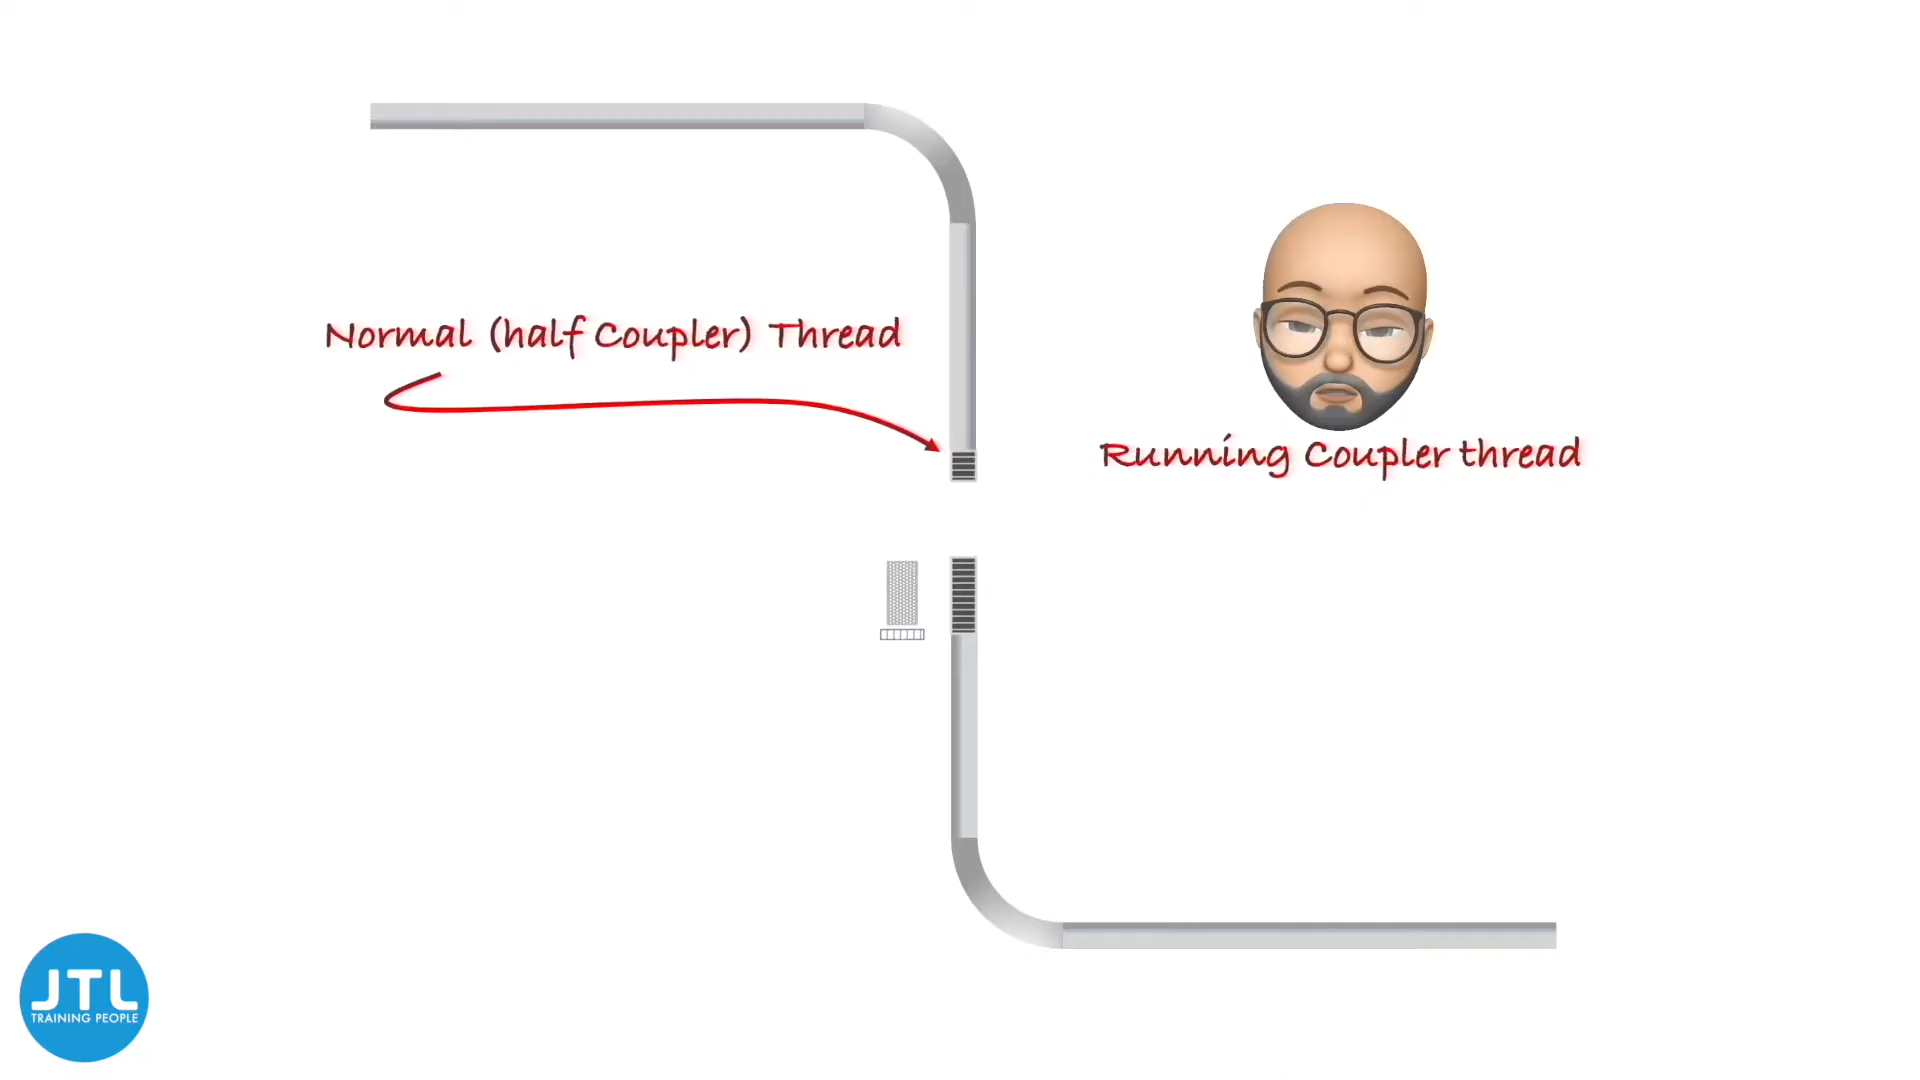 Normal (half Coupler) Thread
Running Coupler thread
JTL
TRAINING PEOPLE